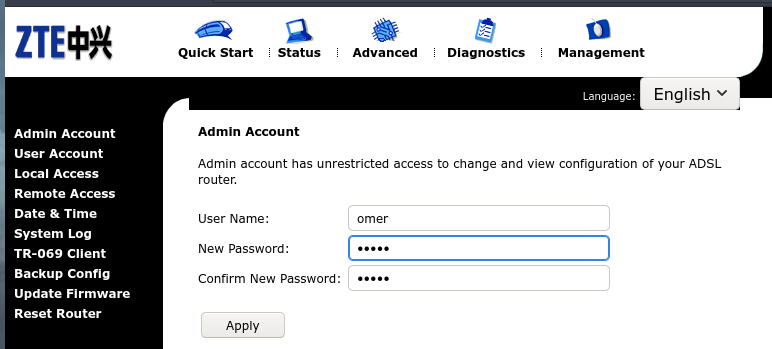 ZTE中兴
Quick Start Status Advanced Diagnostics Management
Language: English
Admin Account
User Account
Local Access
Remote Access
Date & Time
System Log
TR-069 Client
Backup Config
Update Firmware
Reset Router
Admin Account
Admin account has unrestricted access to change and view configuration of your ADSL
router.
User Name: omer
New Password: •••••
Confirm New Password: •••••
Apply